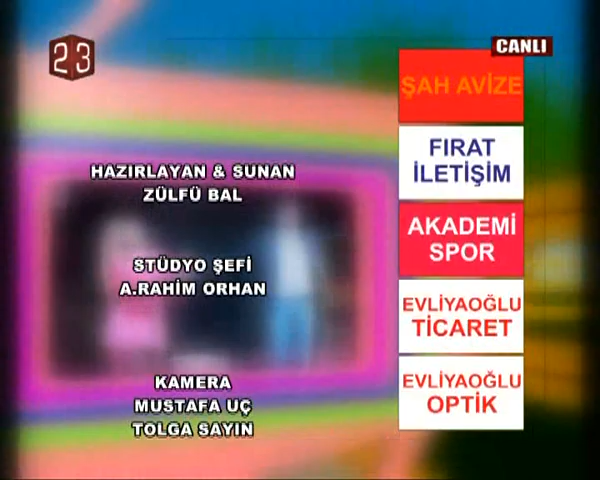 23
CANLI
ŞAH AVİZE
FIRAT
İLETİŞİM
AKADEMİ
SPOR
EVLİYAOĞLU
TİCARET
EVLİYAOĞLU
OPTİK
HAZIRLAYAN & SUNAN
ZÜLFÜ BAL
STÜDYO ŞEFİ
A.RAHİM ORHAN
KAMERA
MUSTAFA UÇ
TOLGA SAYIN